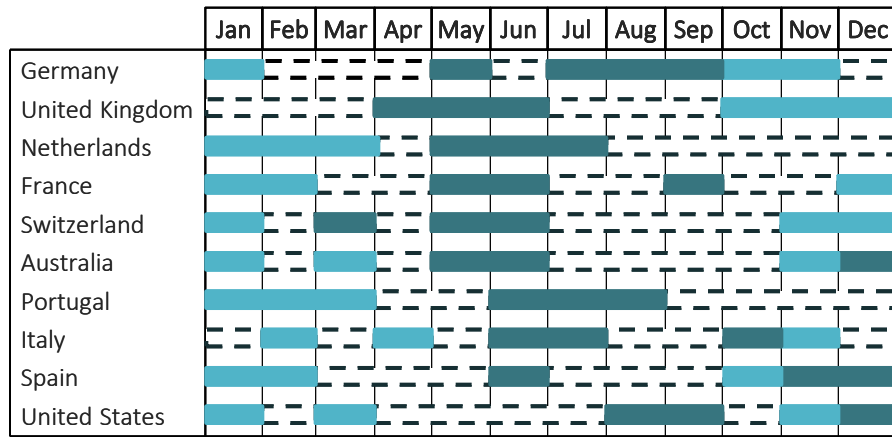 Jan Feb Mar Apr May Jun Jul Aug Sep Oct Nov Dec
Germany
United Kingdom
Netherlands
France
Switzerland
Australia
Portugal
Italy
Spain
United States